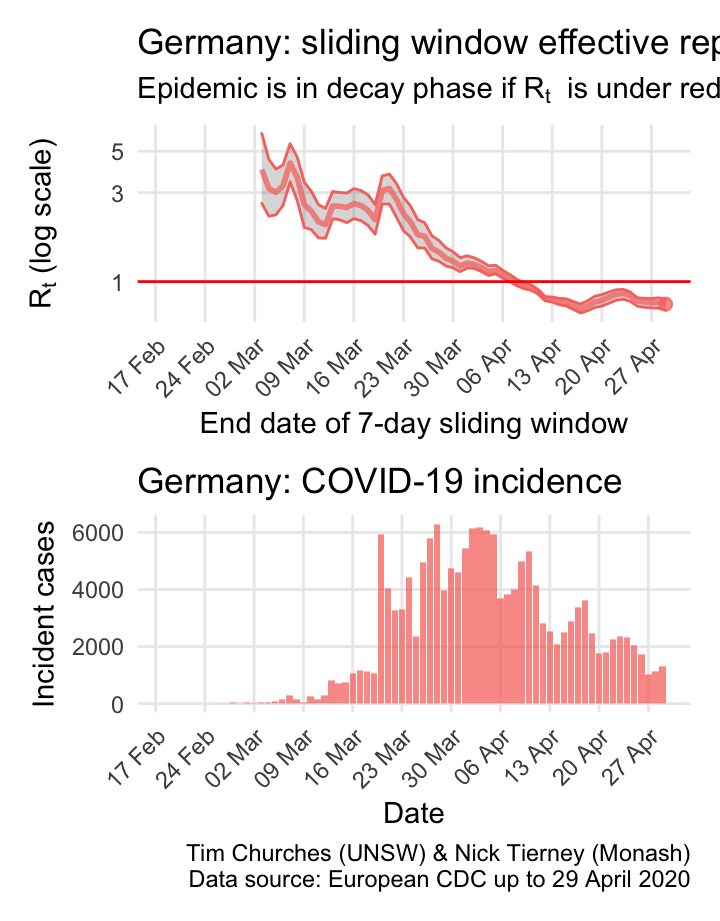 Germany: sliding window effective rep
Epidemic is in decay phase if Rt is under red
Rt (log scale)
5
3
1
17 Feb
24 Feb
02 Mar
09 Mar
16 Mar
23 Mar
30 Mar
06 Apr
13 Apr
20 Apr
27 Apr
End date of 7-day sliding window
Germany: COVID-19 incidence
Incident cases
6000
4000
2000
0
17 Feb
24 Feb
02 Mar
09 Mar
16 Mar
23 Mar
30 Mar
06 Apr
13 Apr
20 Apr
27 Apr
Date
Tim Churches (UNSW) & Nick Tierney (Monash)
Data source: European CDC up to 29 April 2020